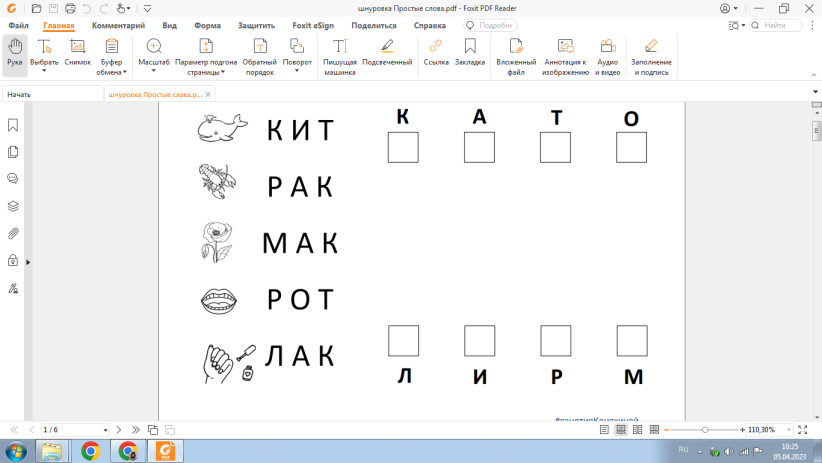 шнуровка Простые слова.pdf - Foxit PDF Reader
Файл Главная Комментарий Вид Форма Защитить Foxit eSign Поделиться Справка Подробн Найти
Рука Выбрать Снимок Буфер обмена Масштаб Параметр подгона страницы Обратный порядок Поворот Пишущая машинка Подсвеченный Ссылка Закладка Вложенный файл Аннотация к изображению Аудио и видео Заполнение и подпись
Начать шнуровка Простые слова.p...
К А Т О
К И Т
Р А К
М А К
Р О Т
Л А К
Л И Р М
1 / 6 110,30%
RU 10:25
05.04.2023